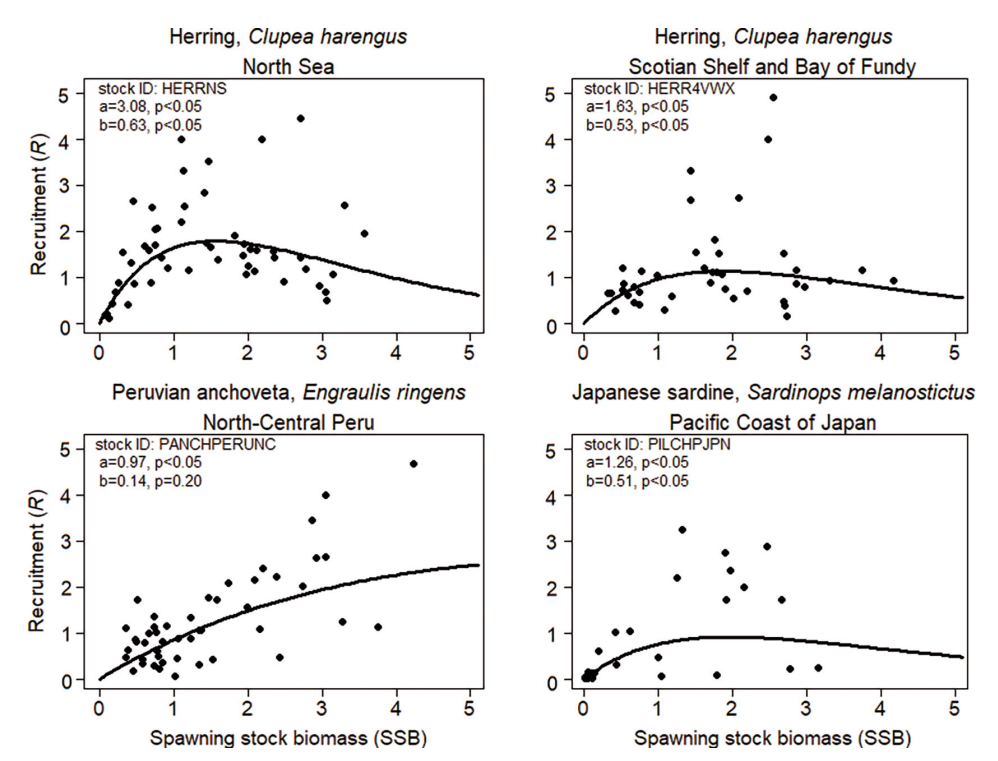 Herring, Clupea harengus
North Sea
stock ID: HERRNS
a=3.08, p<0.05
b=0.63, p<0.05
Recruitment (R)
5
4
3
2
1
0
0 1 2 3 4 5
Herring, Clupea harengus
Scotian Shelf and Bay of Fundy
stock ID: HERR4VWX
a=1.63, p<0.05
b=0.53, p<0.05
5
4
3
2
1
0
0 1 2 3 4 5
Peruvian anchoveta, Engraulis ringens
North-Central Peru
stock ID: PANCHPERUNC
a=0.97, p<0.05
b=0.14, p=0.20
Recruitment (R)
5
4
3
2
1
0
0 1 2 3 4 5
Spawning stock biomass (SSB)
Japanese sardine, Sardinops melanostictus
Pacific Coast of Japan
stock ID: PILCHPJPN
a=1.26, p<0.05
b=0.51, p<0.05
5
4
3
2
1
0
0 1 2 3 4 5
Spawning stock biomass (SSB)